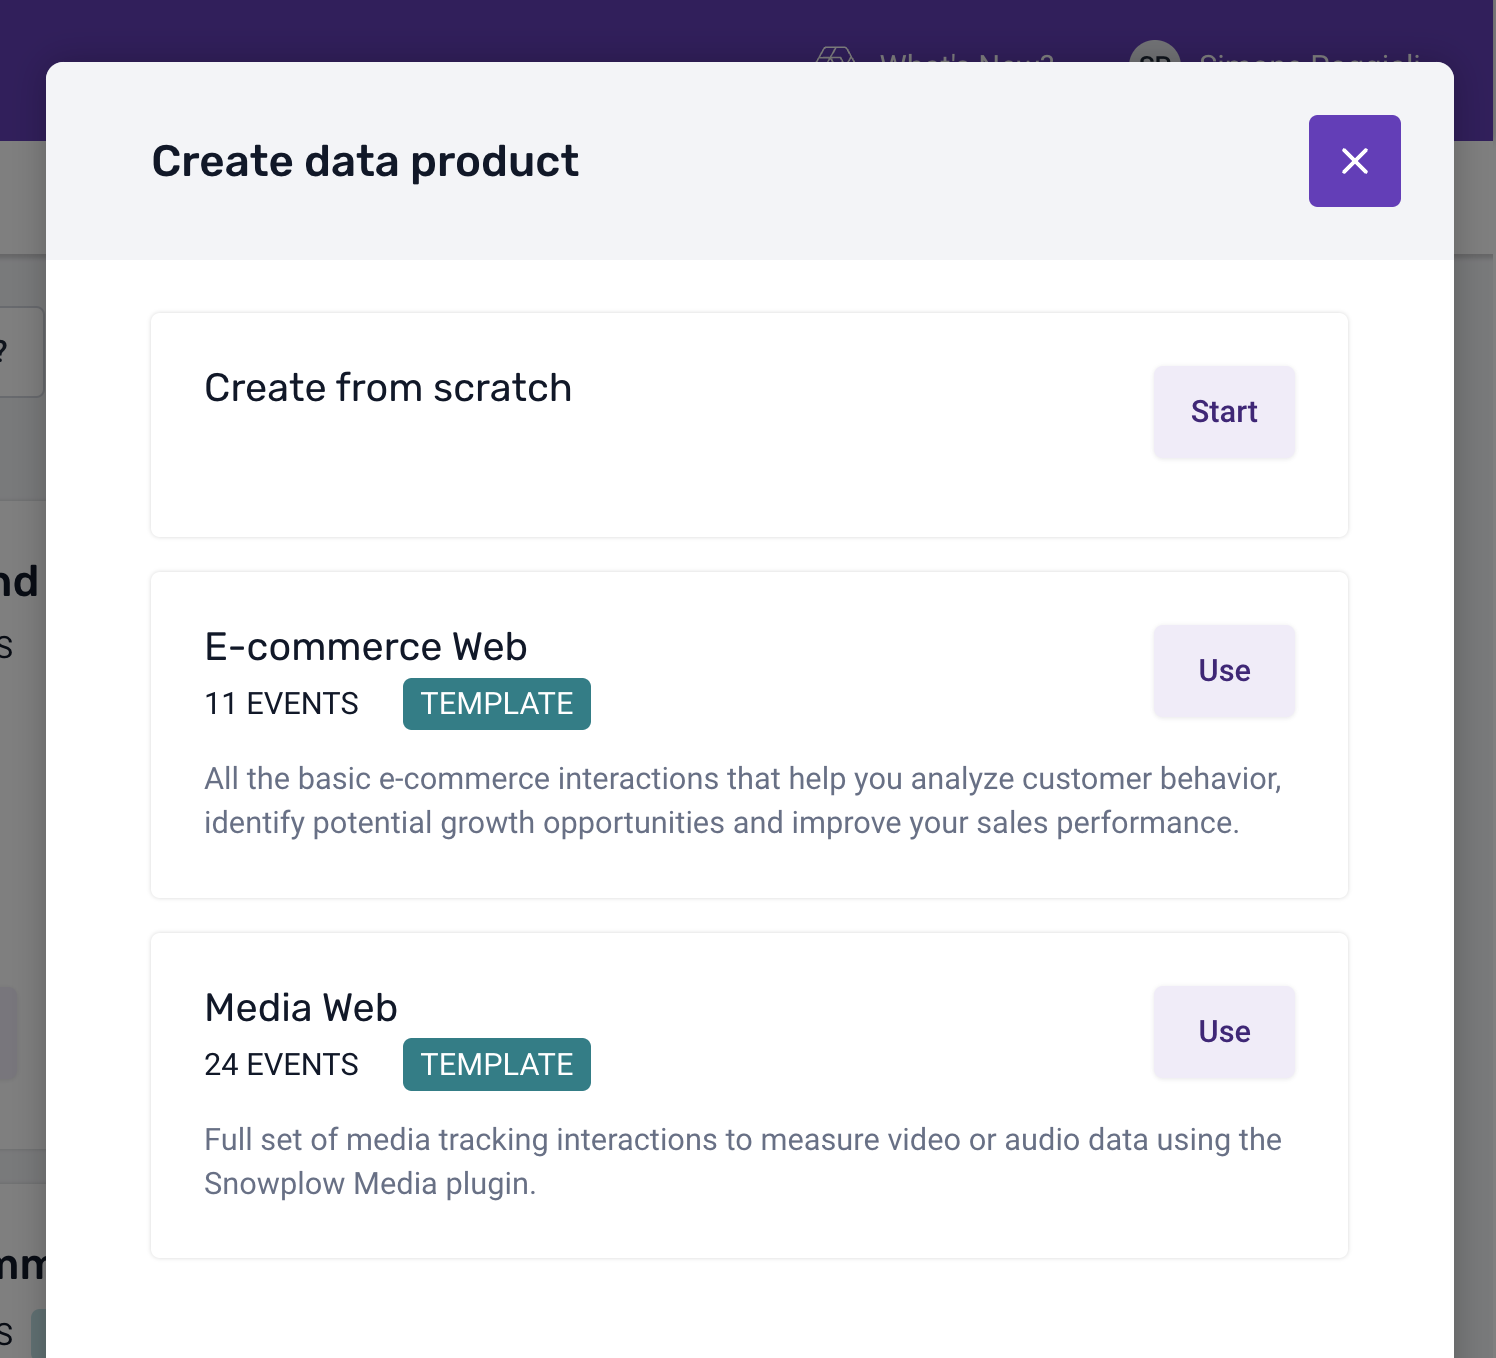 Create data product
Create from scratch
Start
E-commerce Web
Use
11 EVENTS TEMPLATE
All the basic e-commerce interactions that help you analyze customer behavior,
identify potential growth opportunities and improve your sales performance.
Media Web
Use
24 EVENTS TEMPLATE
Full set of media tracking interactions to measure video or audio data using the
Snowplow Media plugin.